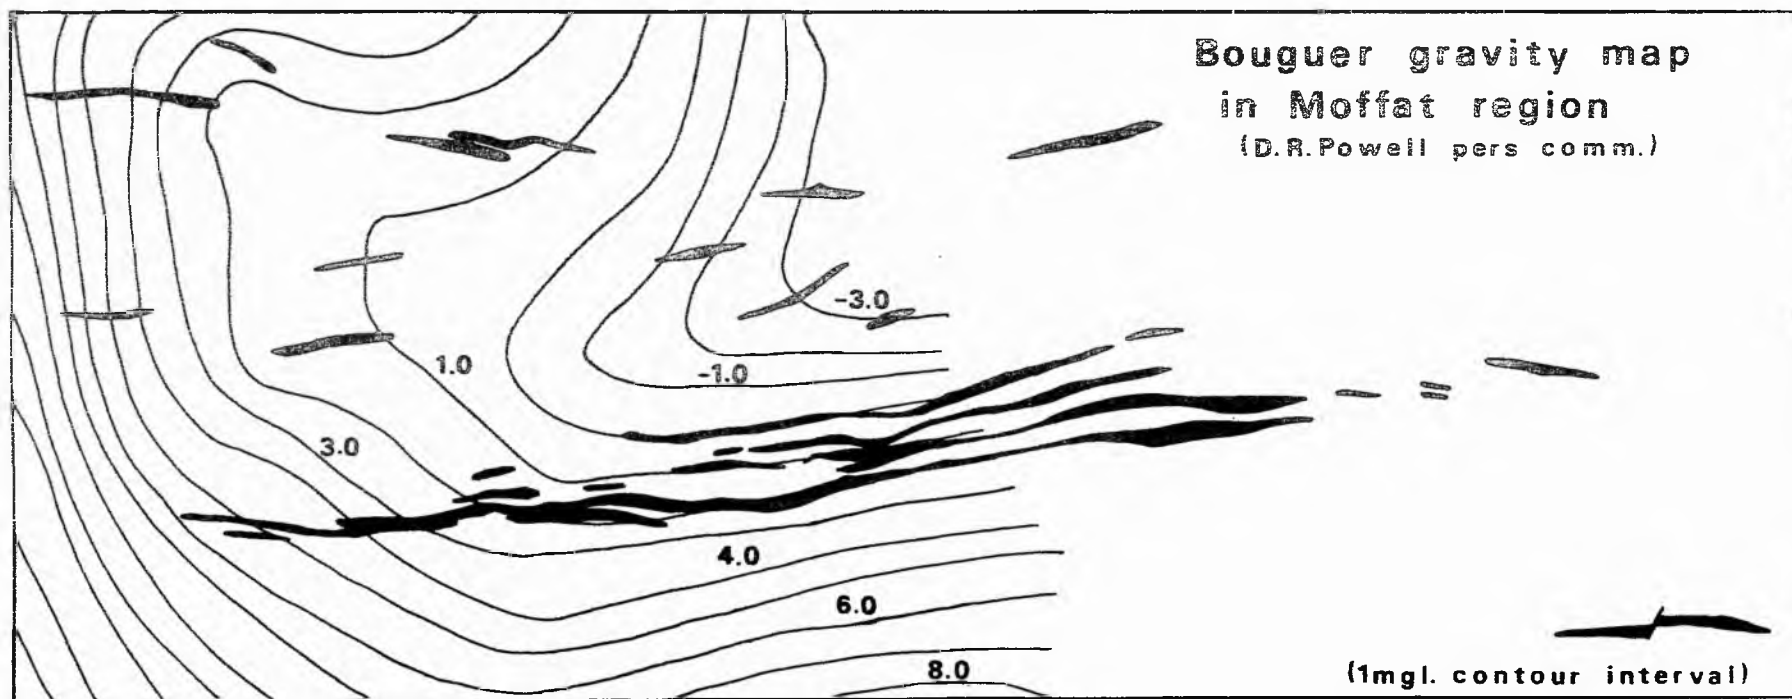 Bouguer gravity map
in Moffat region
(D.R.Powell pers comm.)
-3.0
1.0
-1.0
3.0
4.0
6.0
8.0
(1mgl. contour interval)